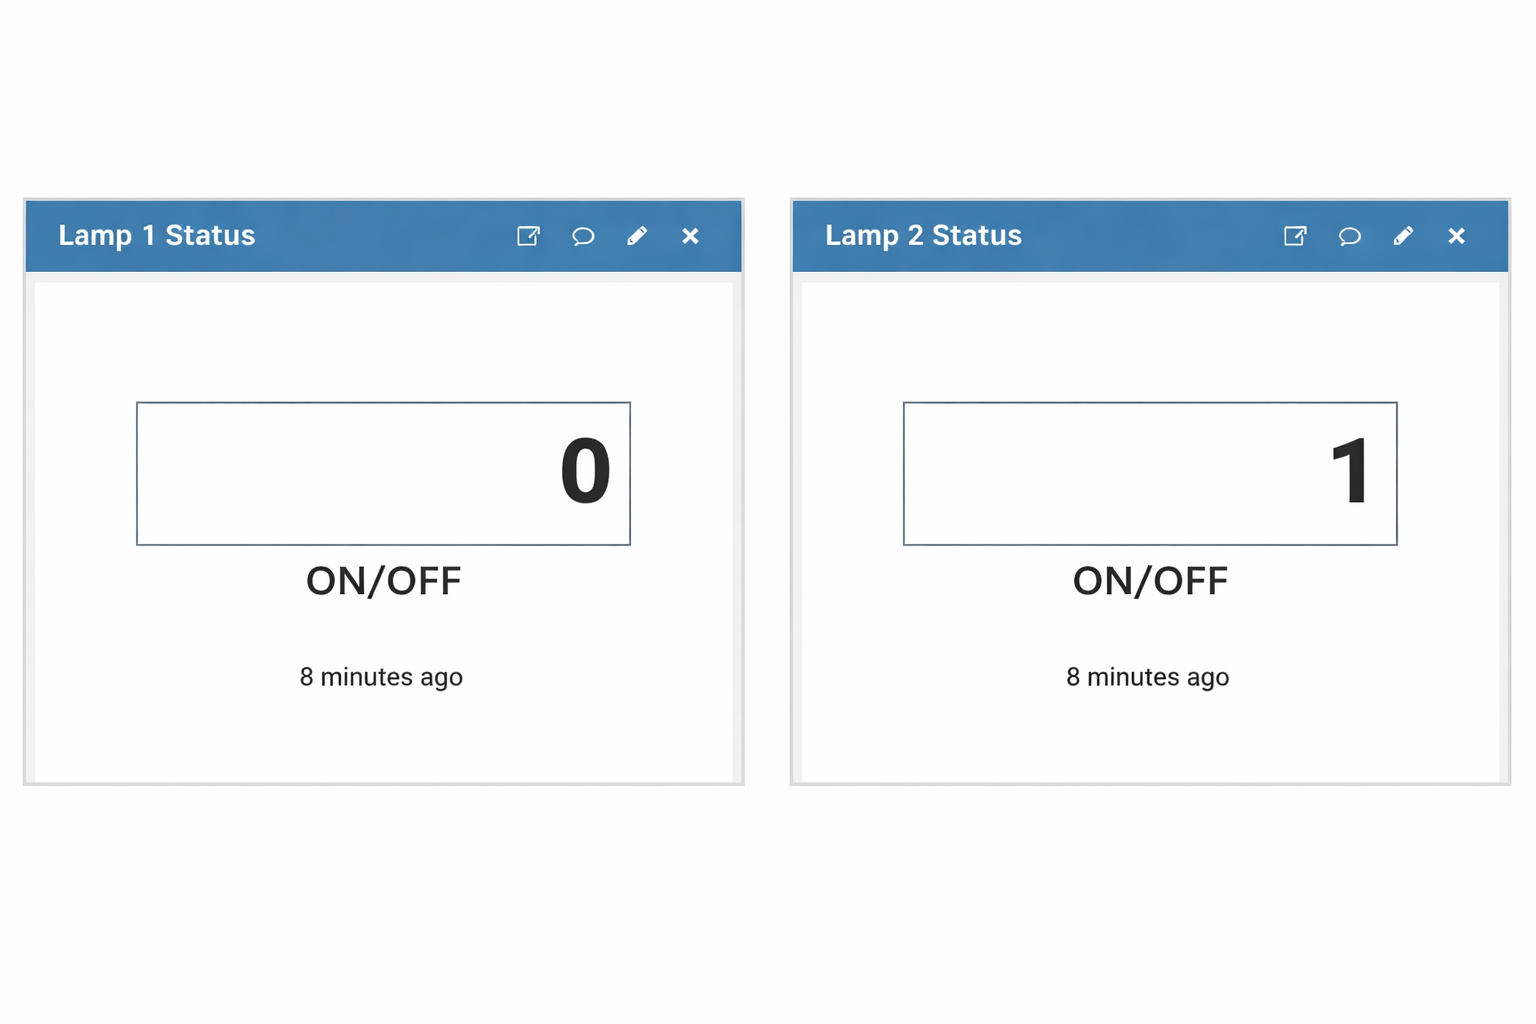 Lamp 1 Status
0
ON/OFF
8 minutes ago
Lamp 2 Status
1
ON/OFF
8 minutes ago